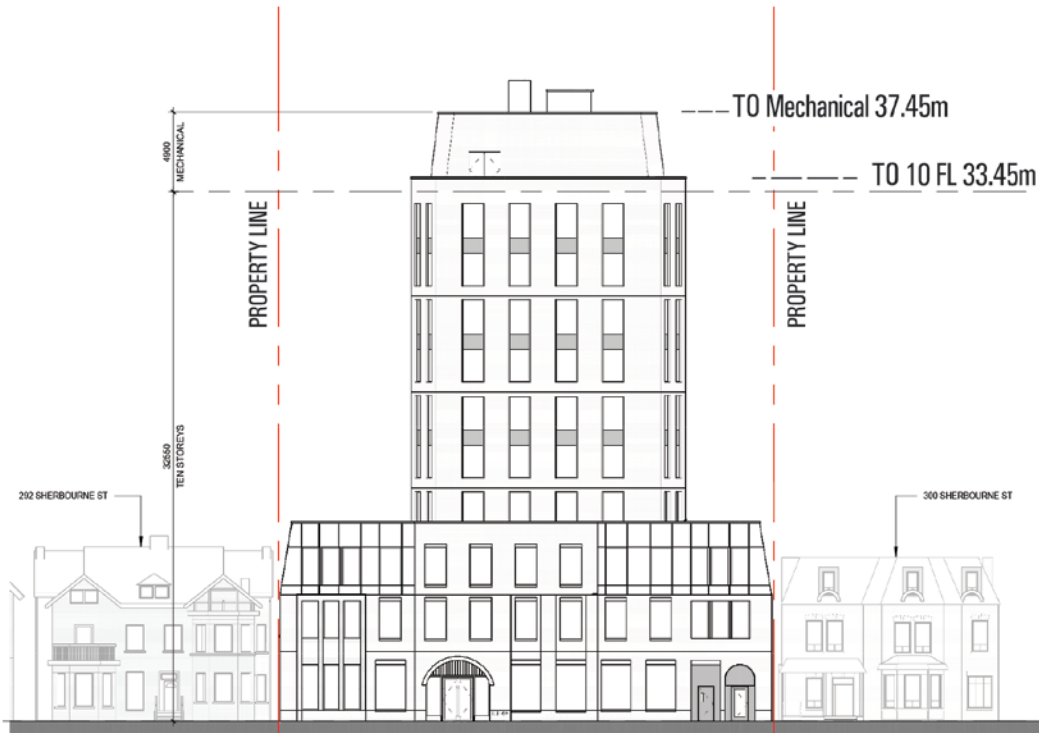 TO Mechanical 37.45m
4900
MECHANICAL
TO 10 FL 33.45m
PROPERTY LINE
PROPERTY LINE
32550
TEN STOREYS
292 SHERBOURNE ST
300 SHERBOURNE ST